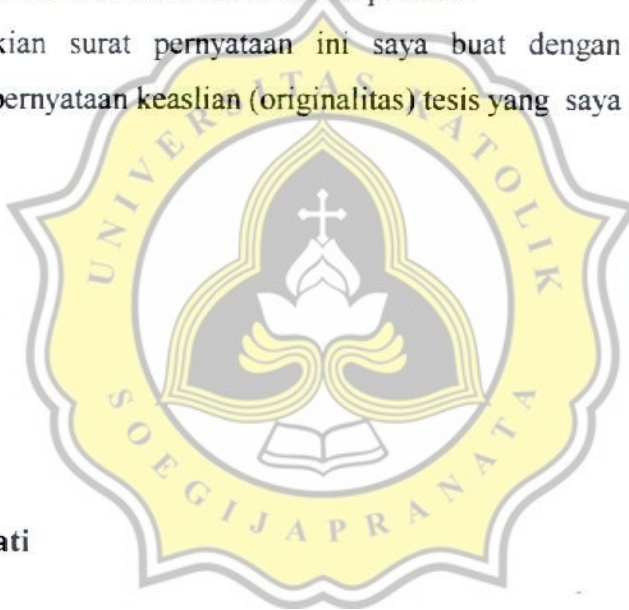 kian surat pernyataan ini saya buat dengan
pernyataan keaslian (originalitas) tesis yang saya
UNIVERSITAS KATOLIK
SOEGIJAPRANATA
ati